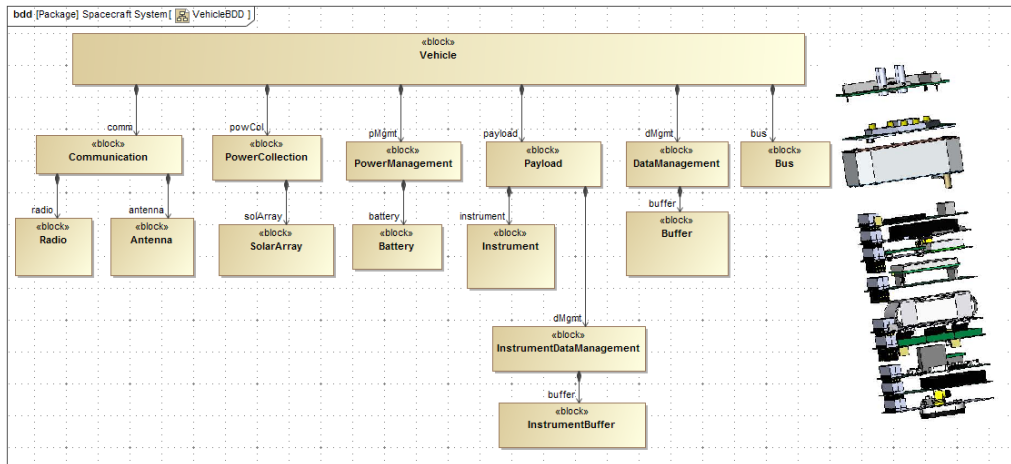 bdd [Package] Spacecraft System [ VehicleBDD ]
«block»
Vehicle
comm
powCol
pMgmt
payload
dMgmt
bus
«block»
Communication
«block»
PowerCollection
«block»
PowerManagement
«block»
Payload
«block»
DataManagement
«block»
Bus
radio
antenna
solArray
battery
instrument
buffer
«block»
Radio
«block»
Antenna
«block»
SolarArray
«block»
Battery
«block»
Instrument
«block»
Buffer
dMgmt
«block»
InstrumentDataManagement
buffer
«block»
InstrumentBuffer